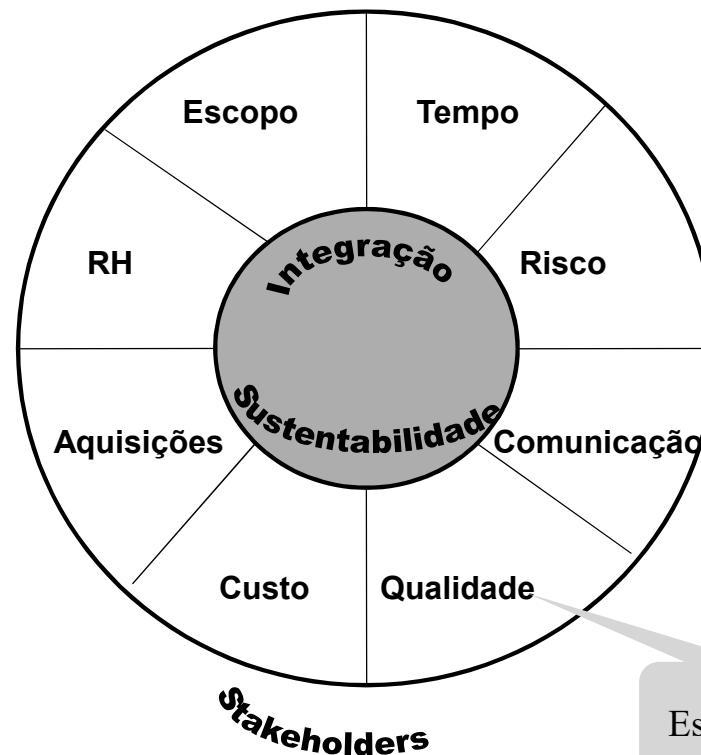 Escopo
Tempo
RH
Integração
Risco
Aquisições
Sustentabilidade
Comunicação
Custo
Qualidade
Stakeholders